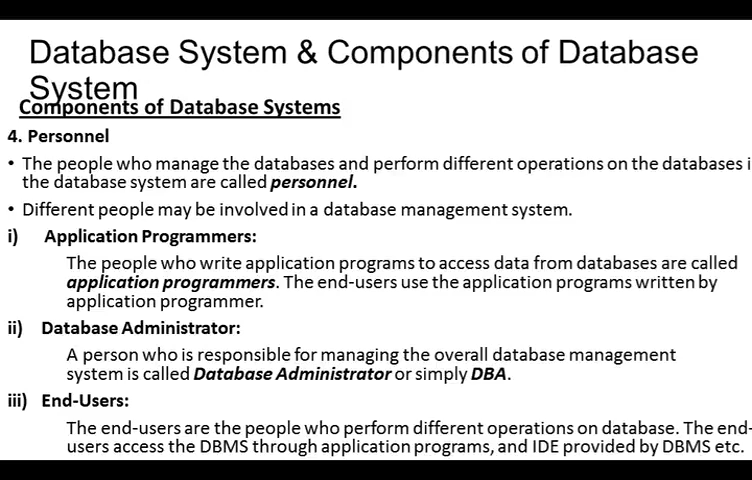 Database System & Components of Database
System
Components of Database Systems
4. Personnel
• The people who manage the databases and perform different operations on the databases i
the database system are called personnel.
• Different people may be involved in a database management system.
i) Application Programmers:
The people who write application programs to access data from databases are called
application programmers. The end-users use the application programs written by
application programmer.
ii) Database Administrator:
A person who is responsible for managing the overall database management
system is called Database Administrator or simply DBA.
iii) End-Users:
The end-users are the people who perform different operations on database. The end-
users access the DBMS through application programs, and IDE provided by DBMS etc.